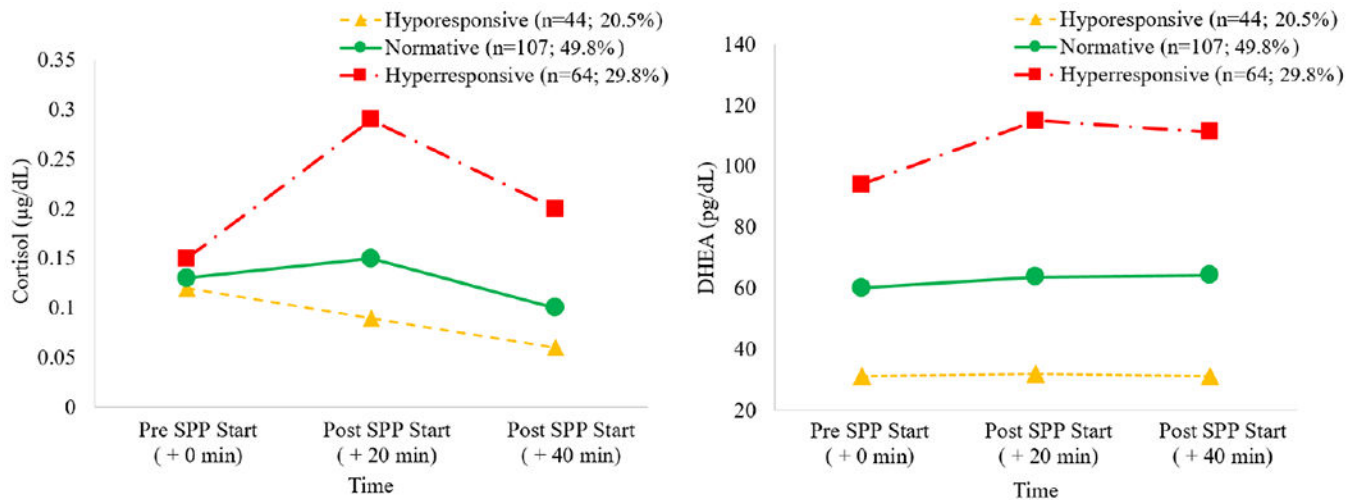 Hyporesponsive (n=44; 20.5%)
Normative (n=107; 49.8%)
Hyperresponsive (n=64; 29.8%)
0.35
0.3
0.25
0.2
0.15
0.1
0.05
0
Cortisol (µg/dL)
Pre SPP Start
( + 0 min)
Post SPP Start
( + 20 min)
Post SPP Start
( + 40 min)
Time
Hyporesponsive (n=44; 20.5%)
Normative (n=107; 49.8%)
Hyperresponsive (n=64; 29.8%)
140
120
100
80
60
40
20
DHEA (pg/dL)
Pre SPP Start
( + 0 min)
Post SPP Start
( + 20 min)
Post SPP Start
( + 40 min)
Time